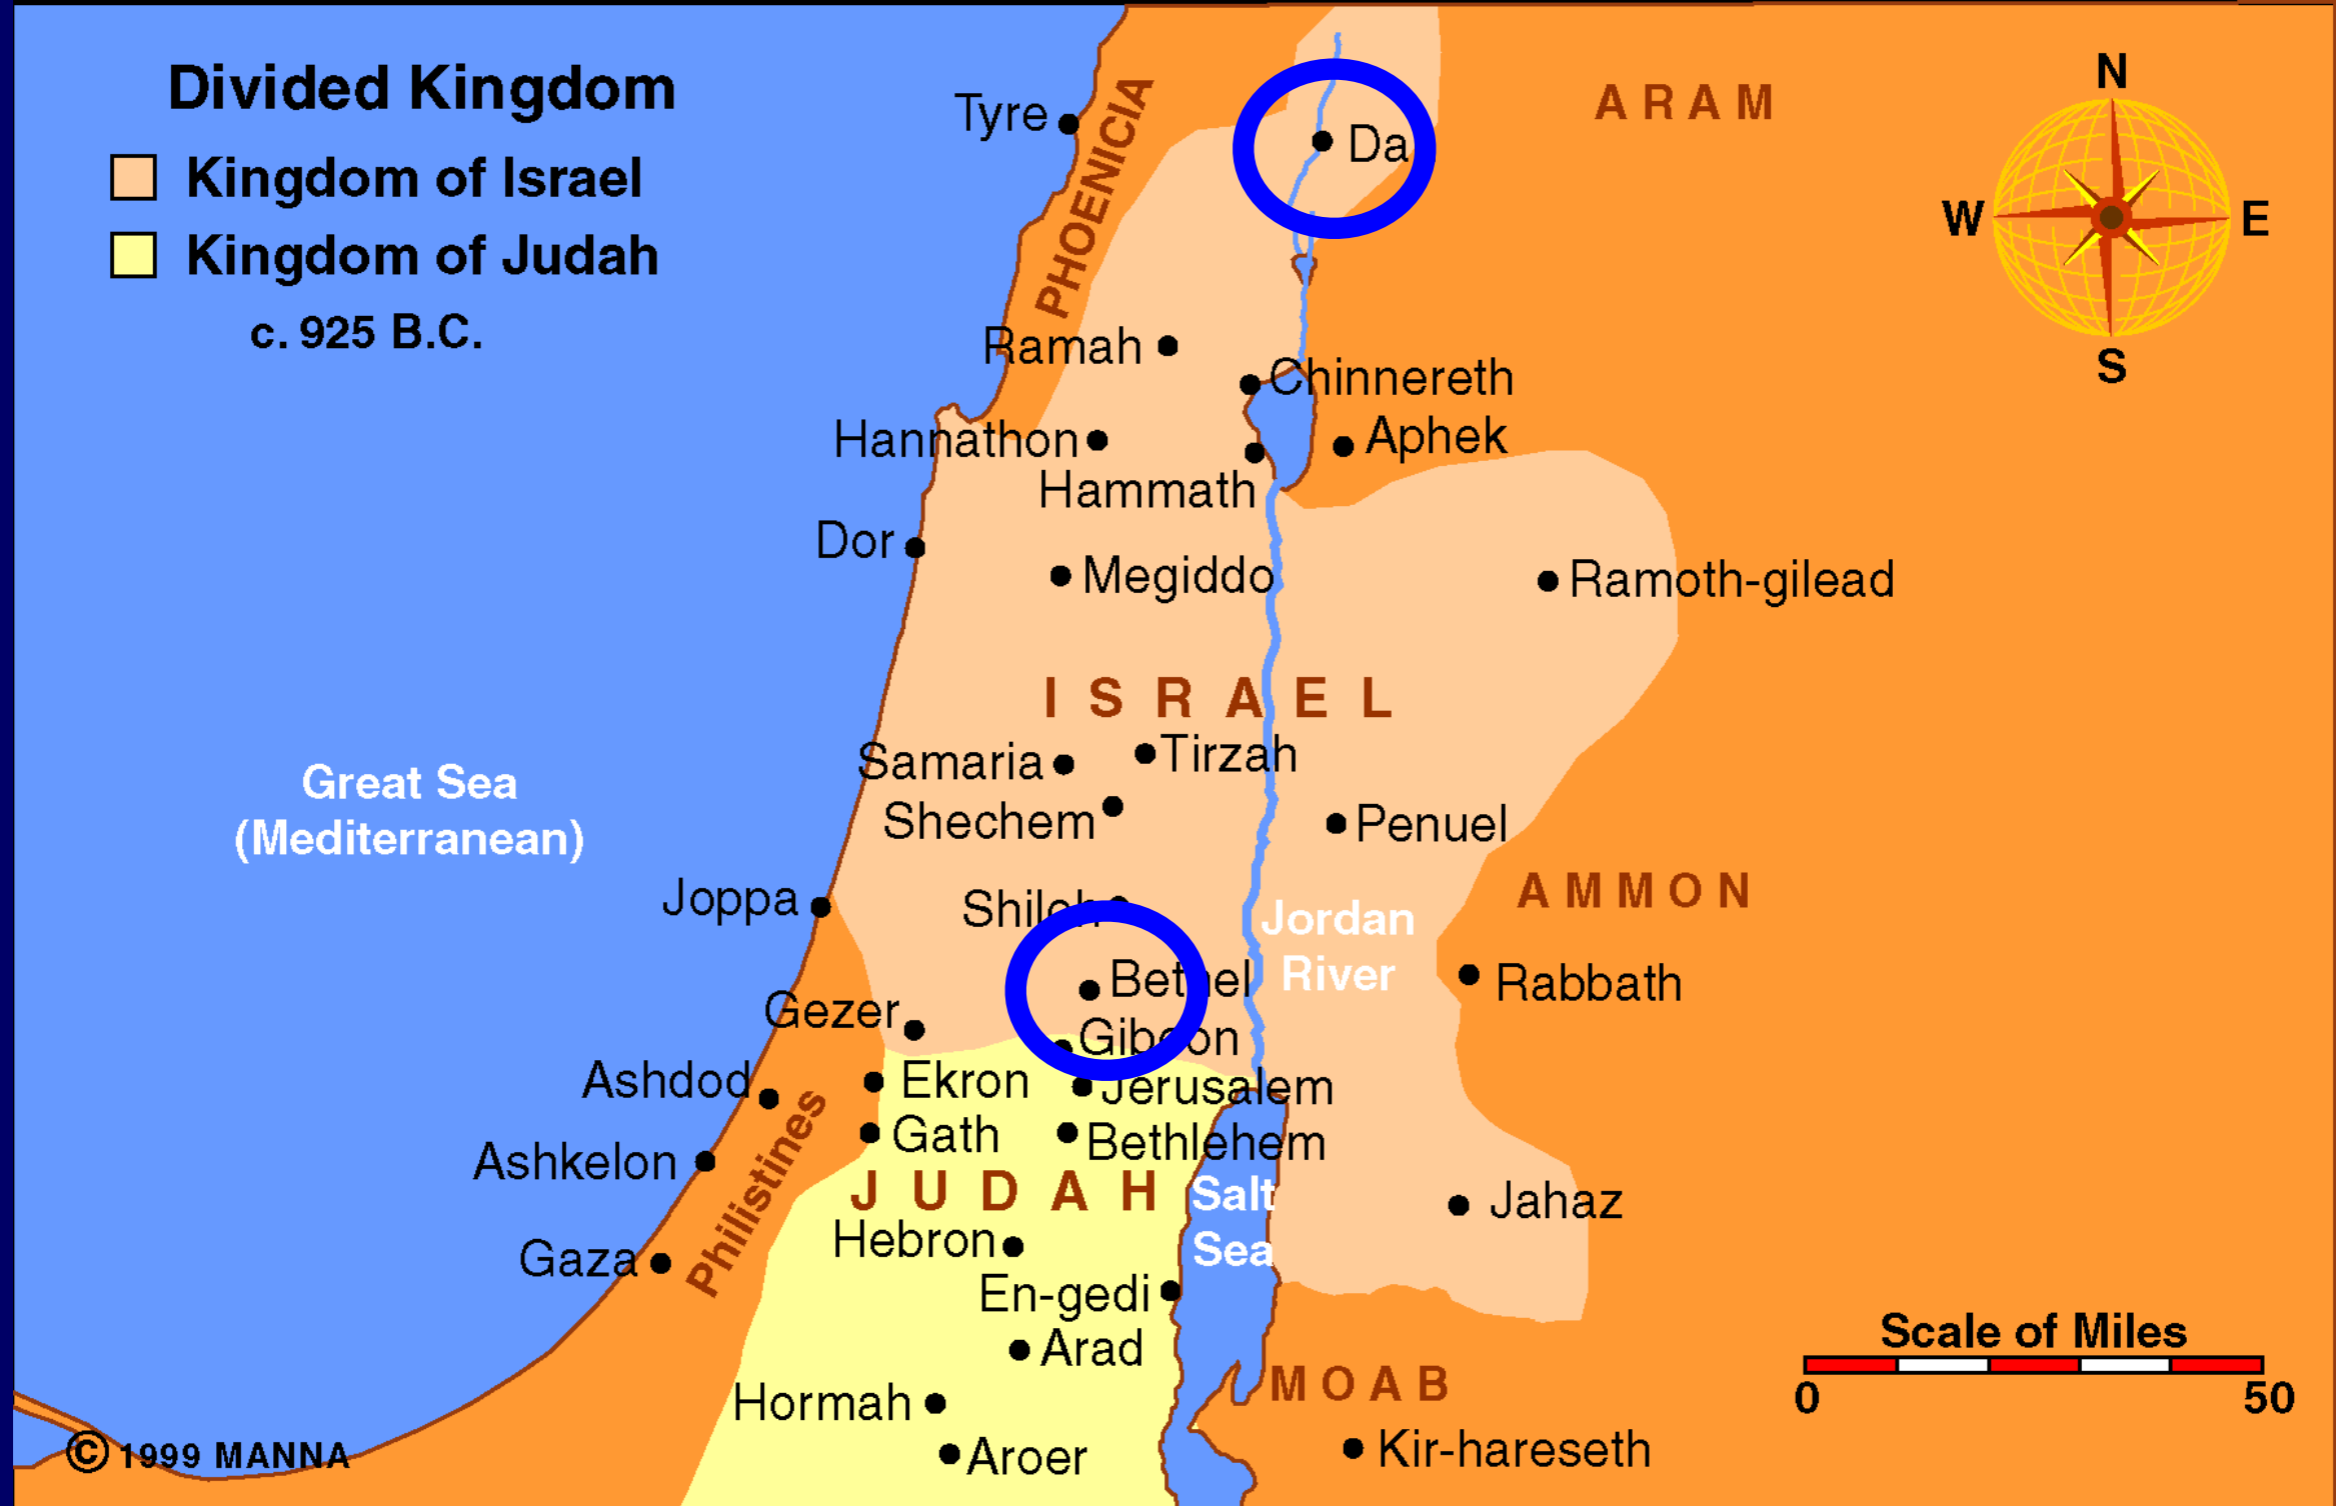 Divided Kingdom
Kingdom of Israel
Kingdom of Judah
c. 925 B.C.
N
W
E
S
ARAM
PHOENICIA
Tyre
Da
Ramah
Chinnereth
Hannathon
Aphek
Hammath
Dor
Megiddo
Ramoth-gilead
ISRAEL
Samaria
Tirzah
Shechem
Penuel
Great Sea
(Mediterranean)
Joppa
Shiloh
Jordan
River
AMMON
Bethel
Rabbath
Gezer
Gibeon
Ashdod
Ekron
Jerusalem
Philistines
Gath
Bethlehem
Ashkelon
JUDAH
Salt
Sea
Jahaz
Hebron
Gaza
En-gedi
Arad
MOAB
Hormah
Aroer
Kir-hareseth
Scale of Miles
0
50
© 1999 MANNA